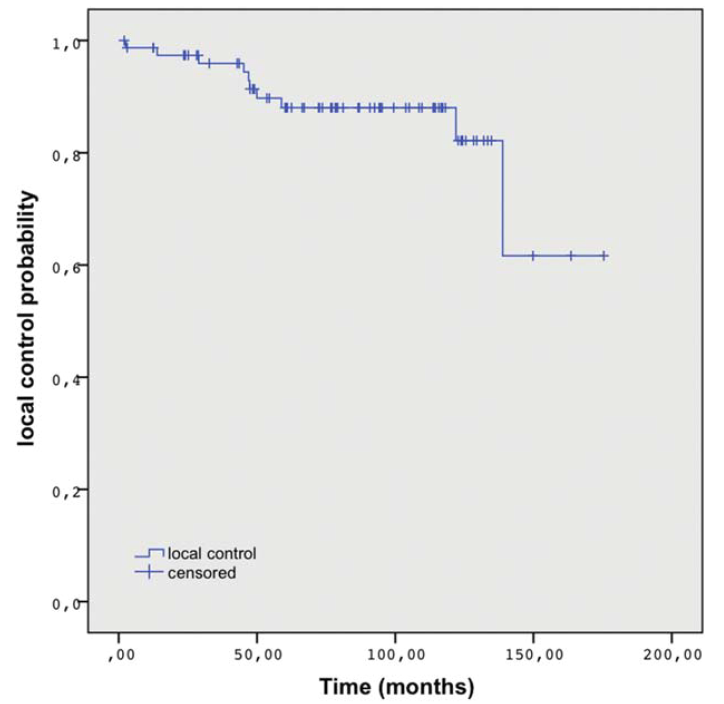 1,0
0,8
0,6
0,4
0,2
0,0
local control probability
local control
censored
,00 50,00 100,00 150,00 200,00
Time (months)